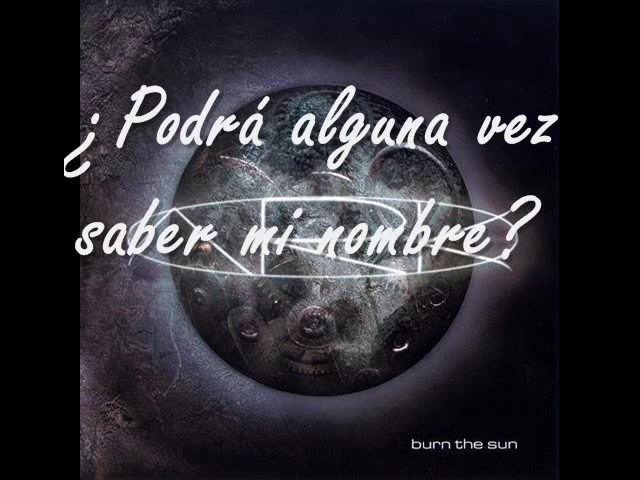 ¿Podrá alguna vez
saber mi nombre?
burn the sun